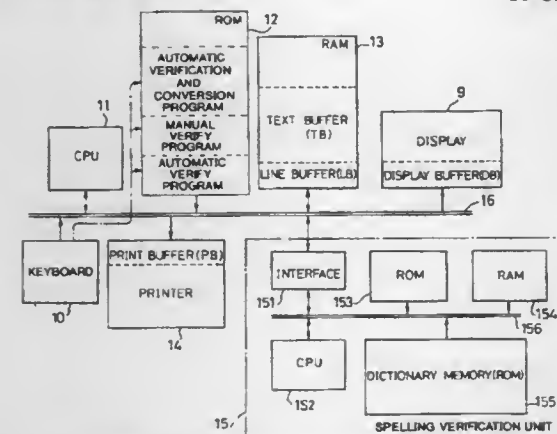 12
ROM
AUTOMATIC
VERIFICATION
AND
CONVERSION
PROGRAM
MANUAL
VERIFY
PROGRAM
AUTOMATIC
VERIFY
PROGRAM
13
RAM
TEXT BUFFER
(TB)
LINE BUFFER(LB)
9
DISPLAY
DISPLAY BUFFER(DB)
11
CPU
16
KEYBOARD
10
PRINT BUFFER(PB)
PRINTER
14
INTERFACE
151
ROM
153
RAM
154
156
CPU
152
DICTIONARY MEMORY(ROM)
155
15
SPELLING VERIFICATION UNIT